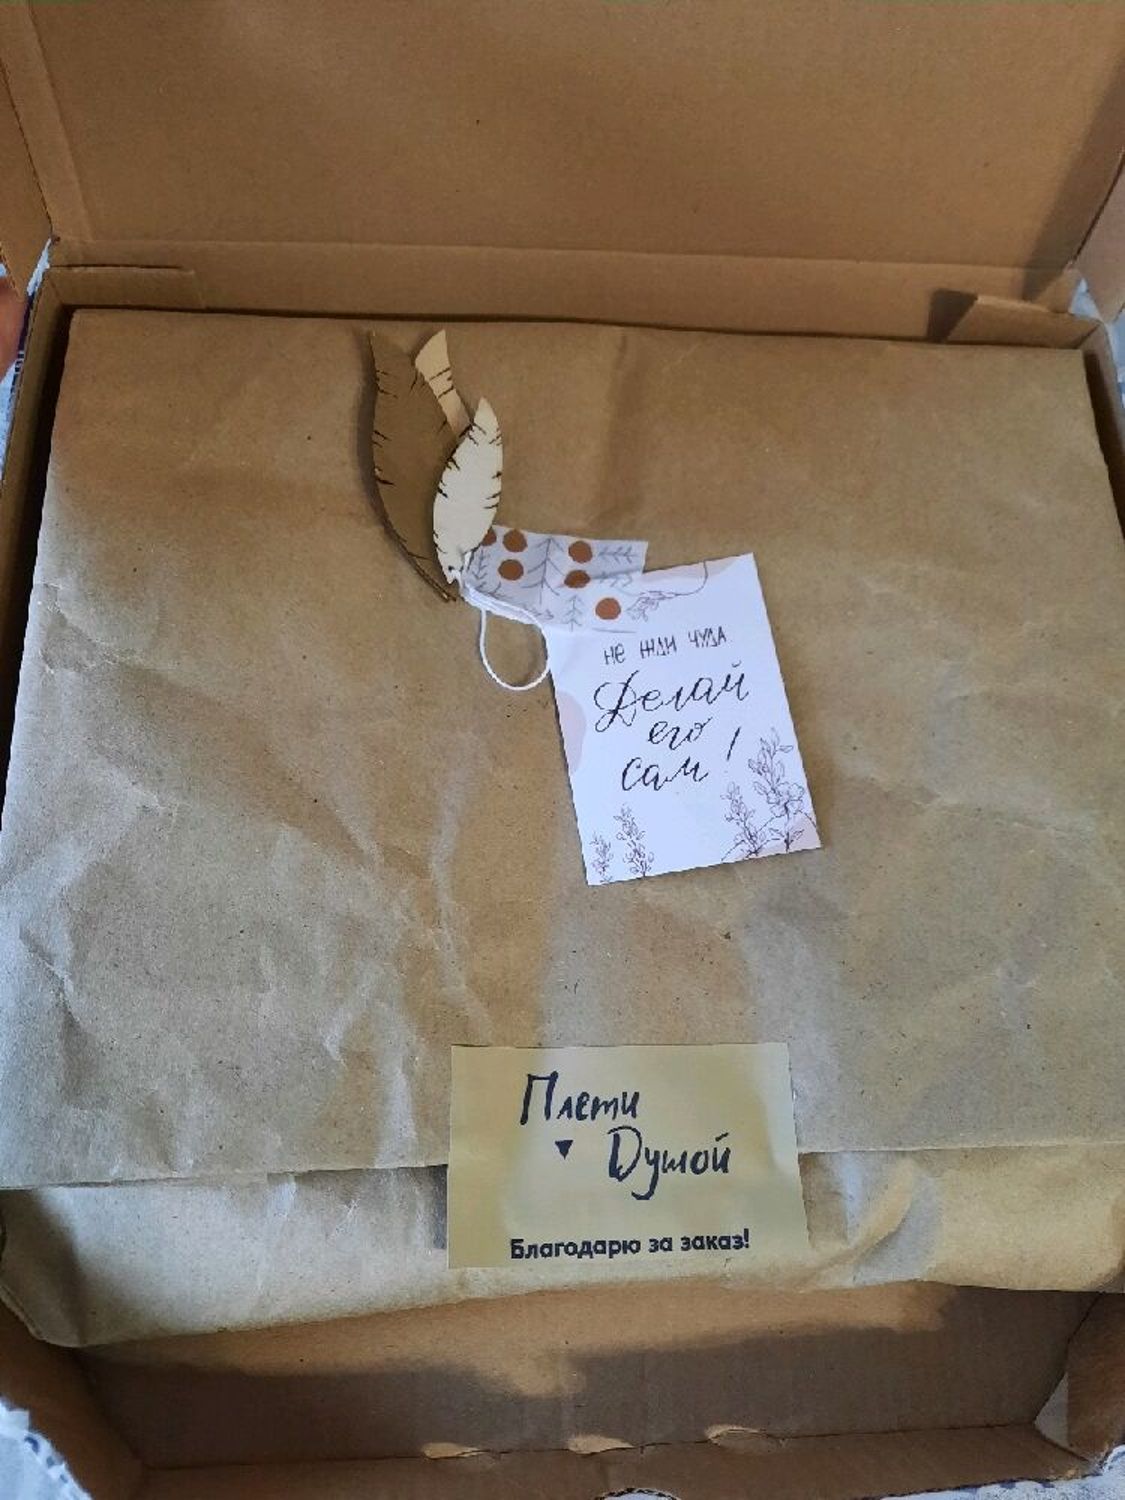 не жди чуда
Делай
его
сам !
Плети
Душой
Благодарю за заказ!